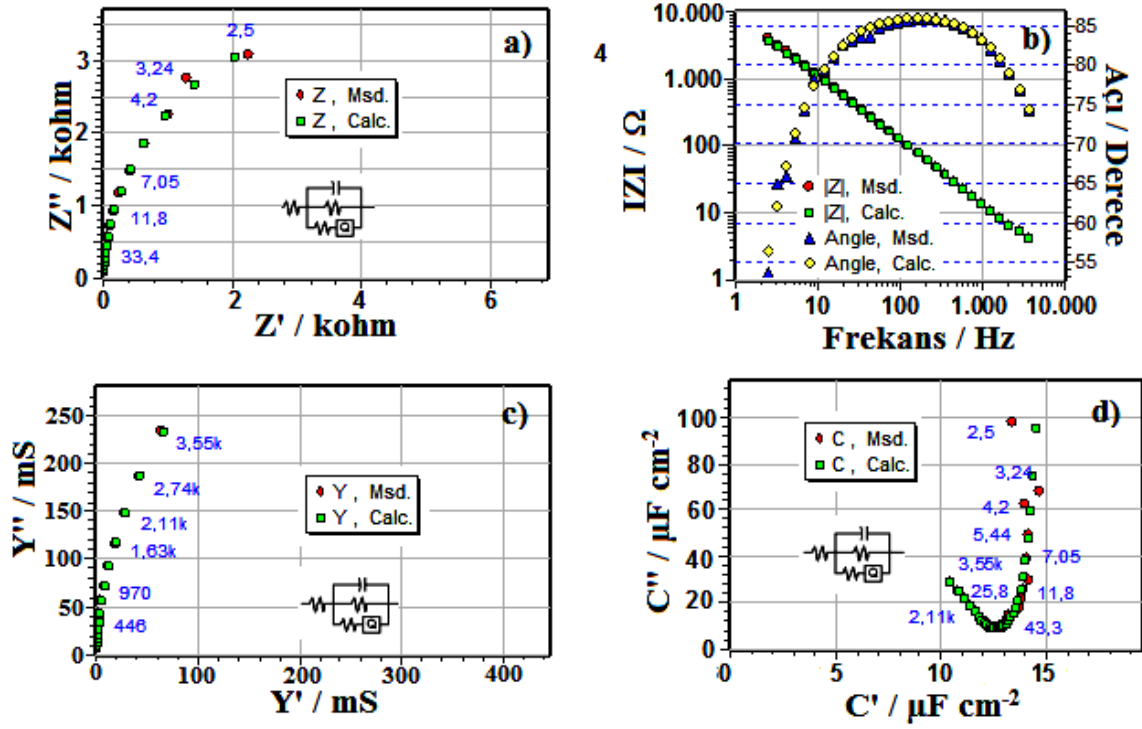 a)
Z'' / kohm
3
2
1
0
2,5
3,24
4,2
7,05
11,8
33,4
Z , Msd.
Z , Calc.
Q
0 2 4 6
Z' / kohm
4
b)
IZI / Ω
10.000
1.000
100
10
1
85
80
75
70
65
60
55
Açı / Derece
|Z|, Msd.
|Z|, Calc.
Angle, Msd.
Angle, Calc.
1 10 100 1.000 10.000
Frekans / Hz
c)
Y'' / mS
250
200
150
100
50
0
3,55k
2,74k
2,11k
1,63k
970
446
Y , Msd.
Y , Calc.
Q
0 100 200 300 400
Y' / mS
d)
C'' / µF cm-2
100
80
60
40
20
0
C , Msd.
C , Calc.
2,5
3,24
4,2
5,44
3,55k 7,05
25,8 11,8
2,11k 43,3
Q
0 5 10 15
C' / µF cm-2